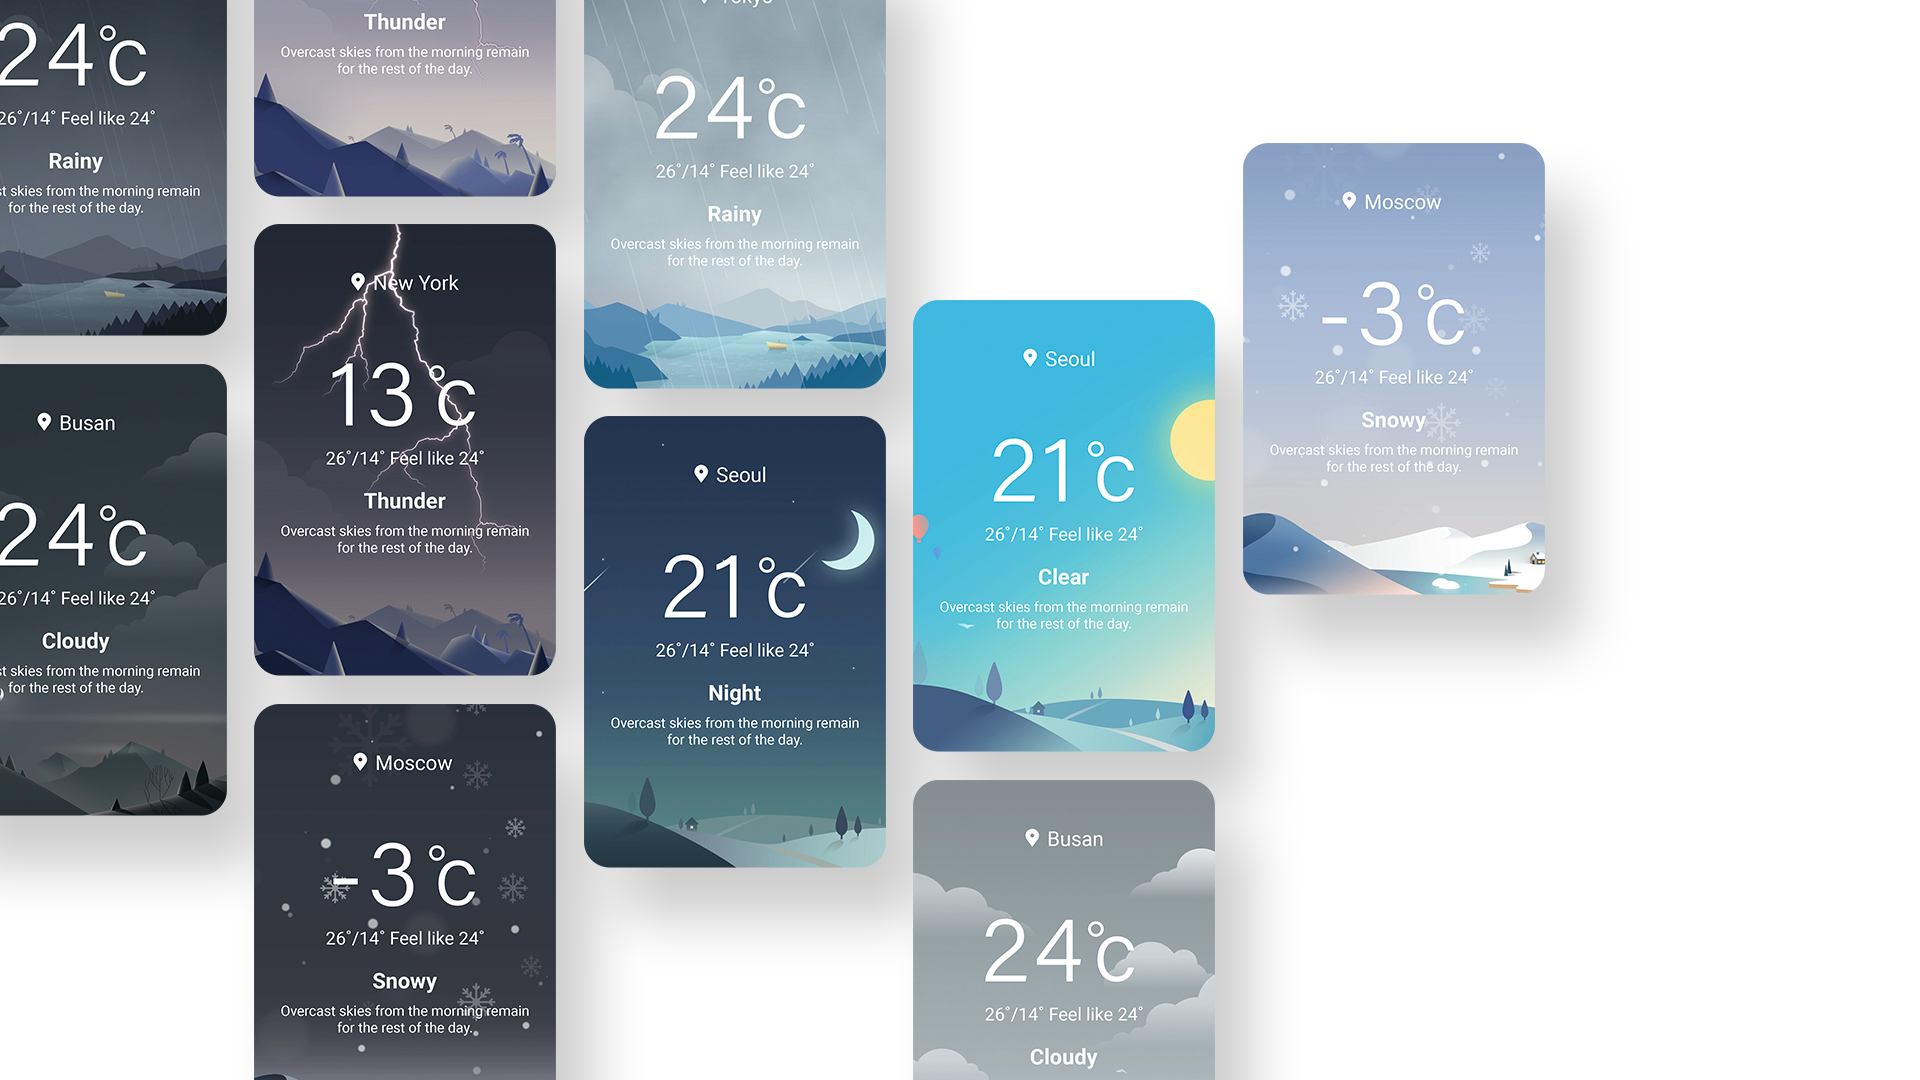 24°C
26°/14° Feel like 24°
Rainy
skies from the morning remain
for the rest of the day.
Busan
24°C
26°/14° Feel like 24°
Cloudy
skies from the morning remain
for the rest of the day.
Thunder
Overcast skies from the morning remain
for the rest of the day.
New York
13°C
26°/14° Feel like 24°
Thunder
Overcast skies from the morning remain
for the rest of the day.
Moscow
-3°C
26°/14° Feel like 24°
Snowy
Overcast skies from the morning remain
for the rest of the day.
Tokyo
24°C
26°/14° Feel like 24°
Rainy
Overcast skies from the morning remain
for the rest of the day.
Seoul
21°C
26°/14° Feel like 24°
Night
Overcast skies from the morning remain
for the rest of the day.
Seoul
21°C
26°/14° Feel like 24°
Clear
Overcast skies from the morning remain
for the rest of the day.
Busan
24°C
26°/14° Feel like 24°
Cloudy
Moscow
-3°C
26°/14° Feel like 24°
Snowy
Overcast skies from the morning remain
for the rest of the day.